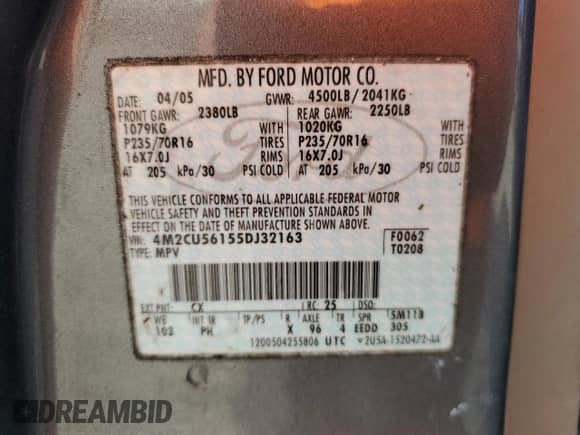 MFD. BY FORD MOTOR CO.
DATE: 04/05 GVWR: 4500LB/ 2041KG
FRONT GAWR: 2380LB REAR GAWR: 2250LB
1079KG WITH 1020KG WITH
P235/70R16 TIRES P235/70R16 TIRES
16X7.0J RIMS 16X7.0J RIMS
AT 205 kPa/30 PSI COLD AT 205 kPa/30 PSI COLD
THIS VEHICLE CONFORMS TO ALL APPLICABLE FEDERAL MOTOR
VEHICLE SAFETY AND THEFT PREVENTION STANDARDS IN
EFFECT ON THE DATE OF MANUFACTURE SHOWN ABOVE.
VIN: 4M2CU56155DJ32163 F0062
TYPE: MPV T0208
EXT PNT: CX RC: 25 DSO:
WB INT TR TP/PS R AXLE TR SPR 5M11B
103 PH X 96 4 EEDD 305
1200504255806 UTC V2U5A-1520472-AA
DREAMBID